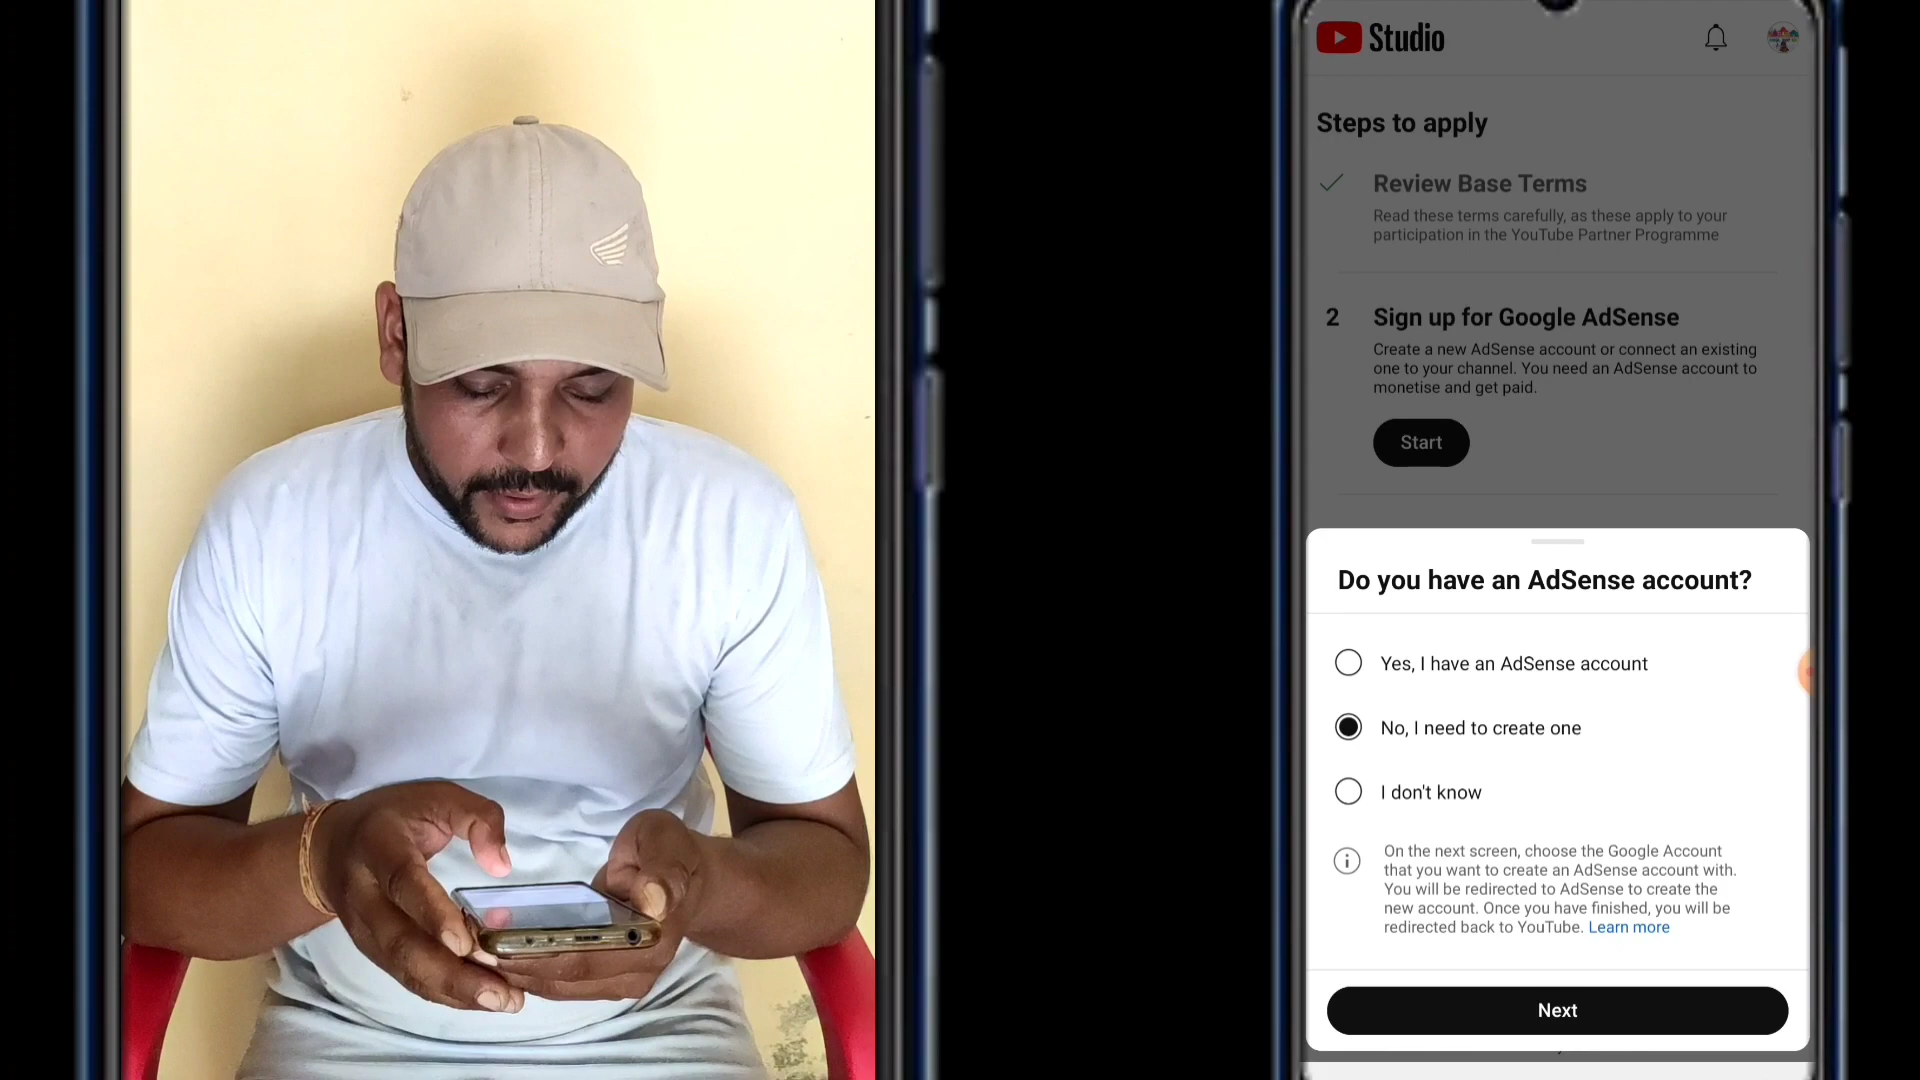 Studio
Steps to apply
Review Base Terms
Read these terms carefully, as these apply to your
participation in the YouTube Partner Programme
2 Sign up for Google AdSense
Create a new AdSense account or connect an existing
one to your channel. You need an AdSense account to
monetise and get paid.
Start
Do you have an AdSense account?
Yes, I have an AdSense account
No, I need to create one
I don't know
On the next screen, choose the Google Account
that you want to create an AdSense account with.
You will be redirected to AdSense to create the
new account. Once you have finished, you will be
redirected back to YouTube. Learn more
Next